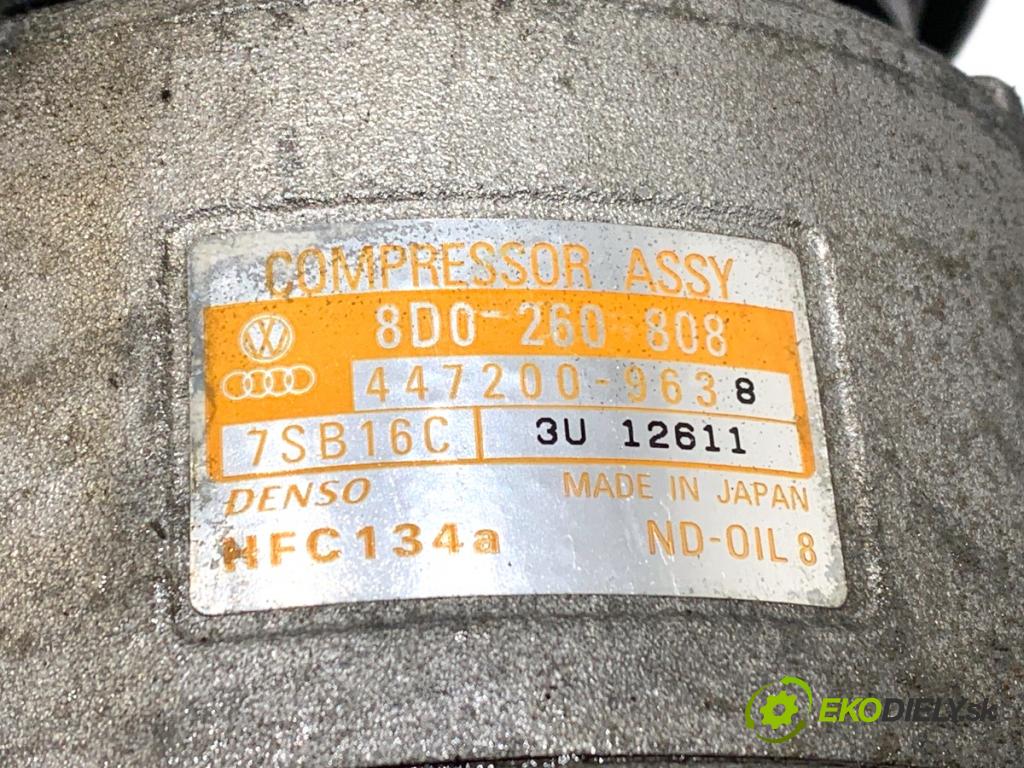 COMPRESSOR ASSY
8D0-260-808
447200-9638
7SB16C 3U 12611
DENSO MADE IN JAPAN
HFC134a ND-OIL 8
EKODIELY.sk